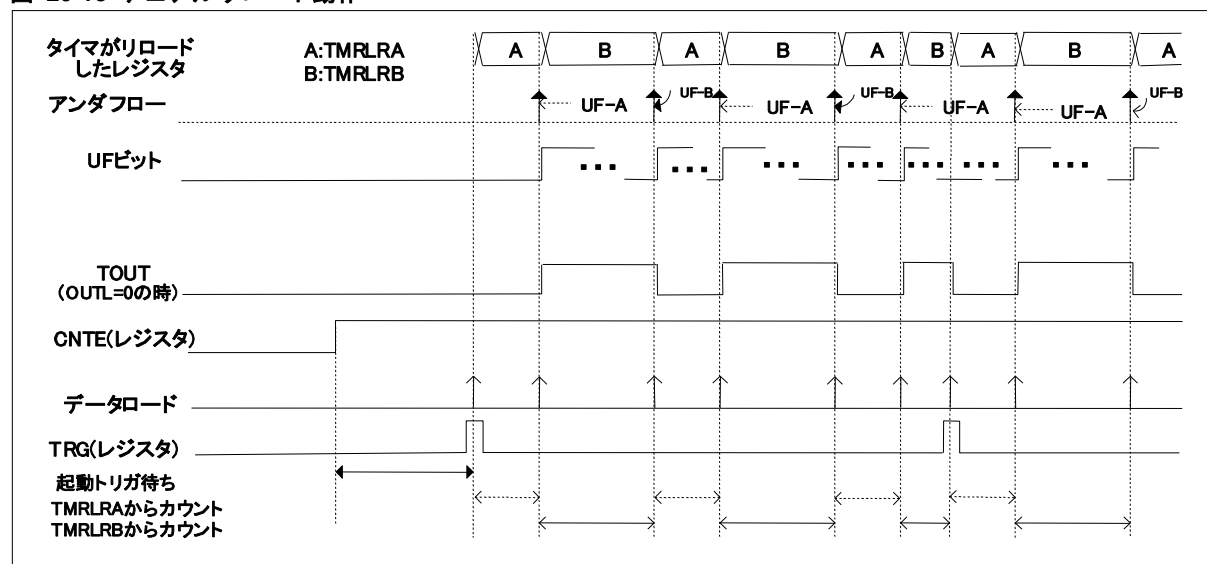 タイマがリロード
したレジスタ
A:TMRLRA
B:TMRLRB
A B A B A B A B A
アンダフロー
UF-A UF-B UF-A UF-B UF-A UF-A UF-B
UFビット
TOUT
(OUTL=0の時)
CNTE(レジスタ)
データロード
TRG(レジスタ)
起動トリガ待ち
TMRLRAからカウント
TMRLRBからカウント